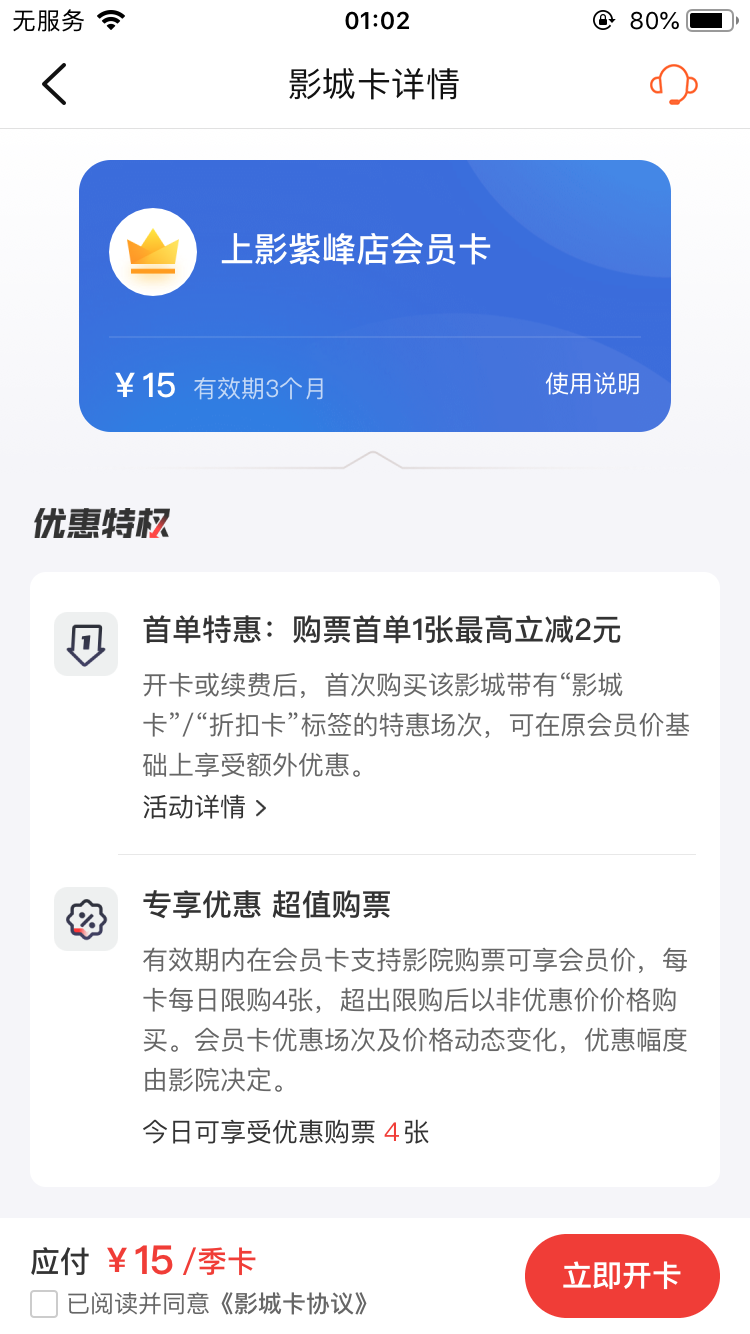 无服务 01:02 80%
影城卡详情
上影紫峰店会员卡
¥15 有效期3个月 使用说明
优惠特权
首单特惠：购票首单1张最高立减2元
开卡或续费后，首次购买该影城带有“影城
卡”/“折扣卡”标签的特惠场次，可在原会员价基
础上享受额外优惠。
活动详情 >
专享优惠 超值购票
有效期内在会员卡支持影院购票可享会员价，每
卡每日限购4张，超出限购后以非优惠价价格购
买。会员卡优惠场次及价格动态变化，优惠幅度
由影院决定。
今日可享受优惠购票 4 张
应付 ¥15 /季卡
立即开卡
已阅读并同意《影城卡协议》